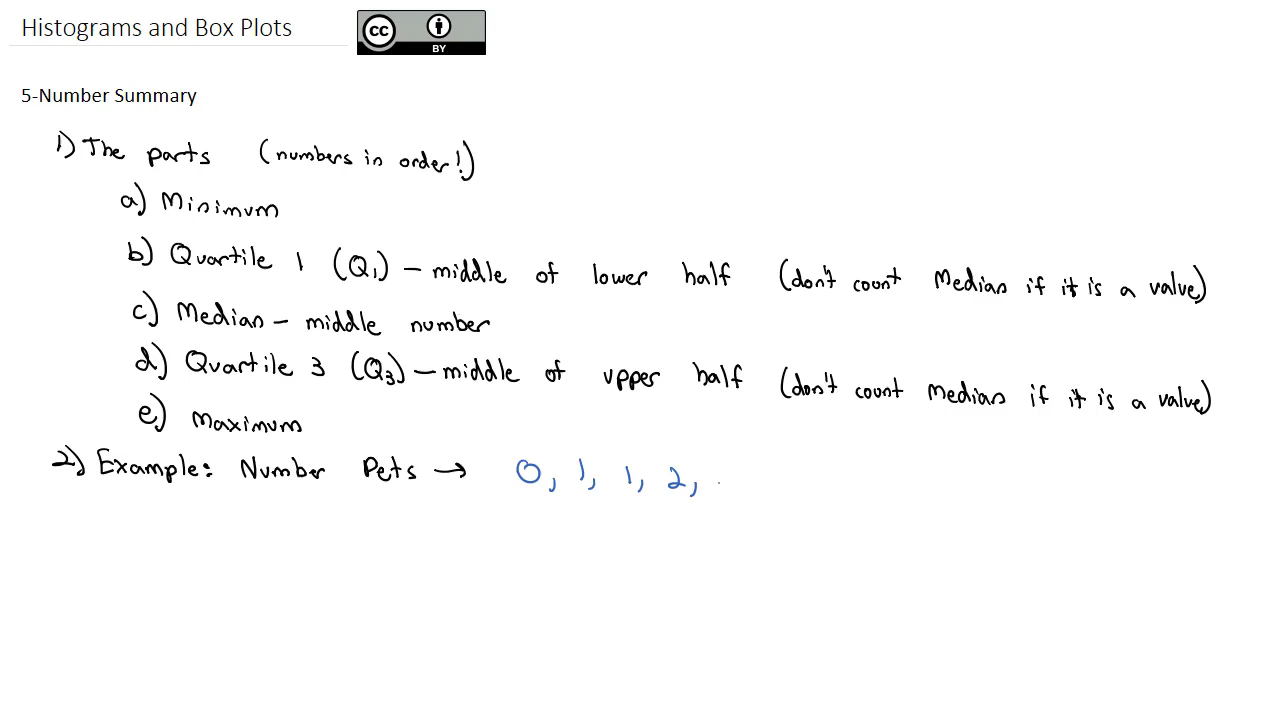 Histograms and Box Plots
cc BY
5-Number Summary
1) The parts (numbers in order!)
a) Minimum
b) Quartile 1 (Q1) – middle of lower half (don't count Median if it is a value)
c) Median – middle number
d) Quartile 3 (Q3) – middle of upper half (don't count Median if it is a value)
e) Maximum
2) Example: Number Pets → 0, 1, 1, 2,